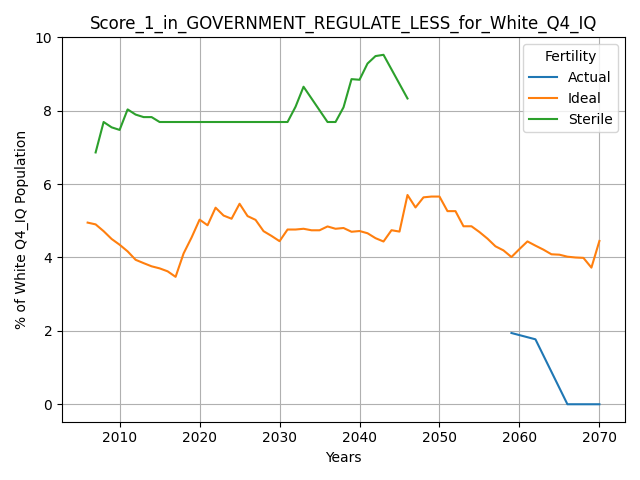 Score_1_in_GOVERNMENT_REGULATE_LESS_for_White_Q4_IQ
% of White Q4_IQ Population
10
8
6
4
2
0
Fertility
Actual
Ideal
Sterile
2010 2020 2030 2040 2050 2060 2070
Years